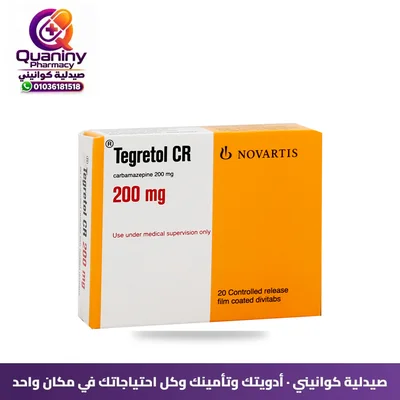 Quaniny
Pharmacy
صيدلية كوانيني
01036181518
® Tegretol CR
carbamazepine 200 mg
200 mg
Use under medical supervision only
NOVARTIS
20 Controlled release
film coated divitabs
® Tegretol CR 200 mg
صيدلية كوانيني - أدويتك وتأمينك وكل احتياجاتك في مكان واحد